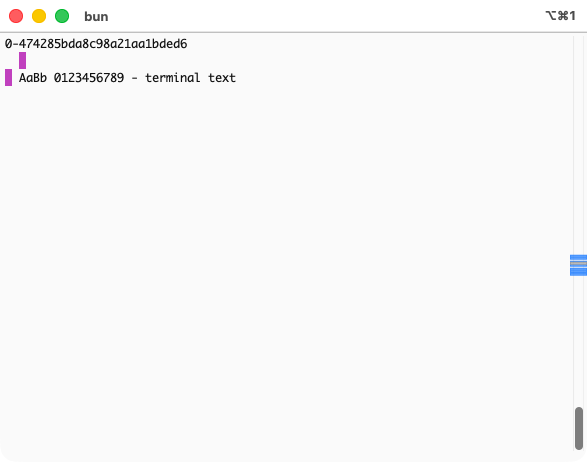 bun
⌥⌘1
0-474285bda8c98a21aa1bded6
AaBb 0123456789 - terminal text